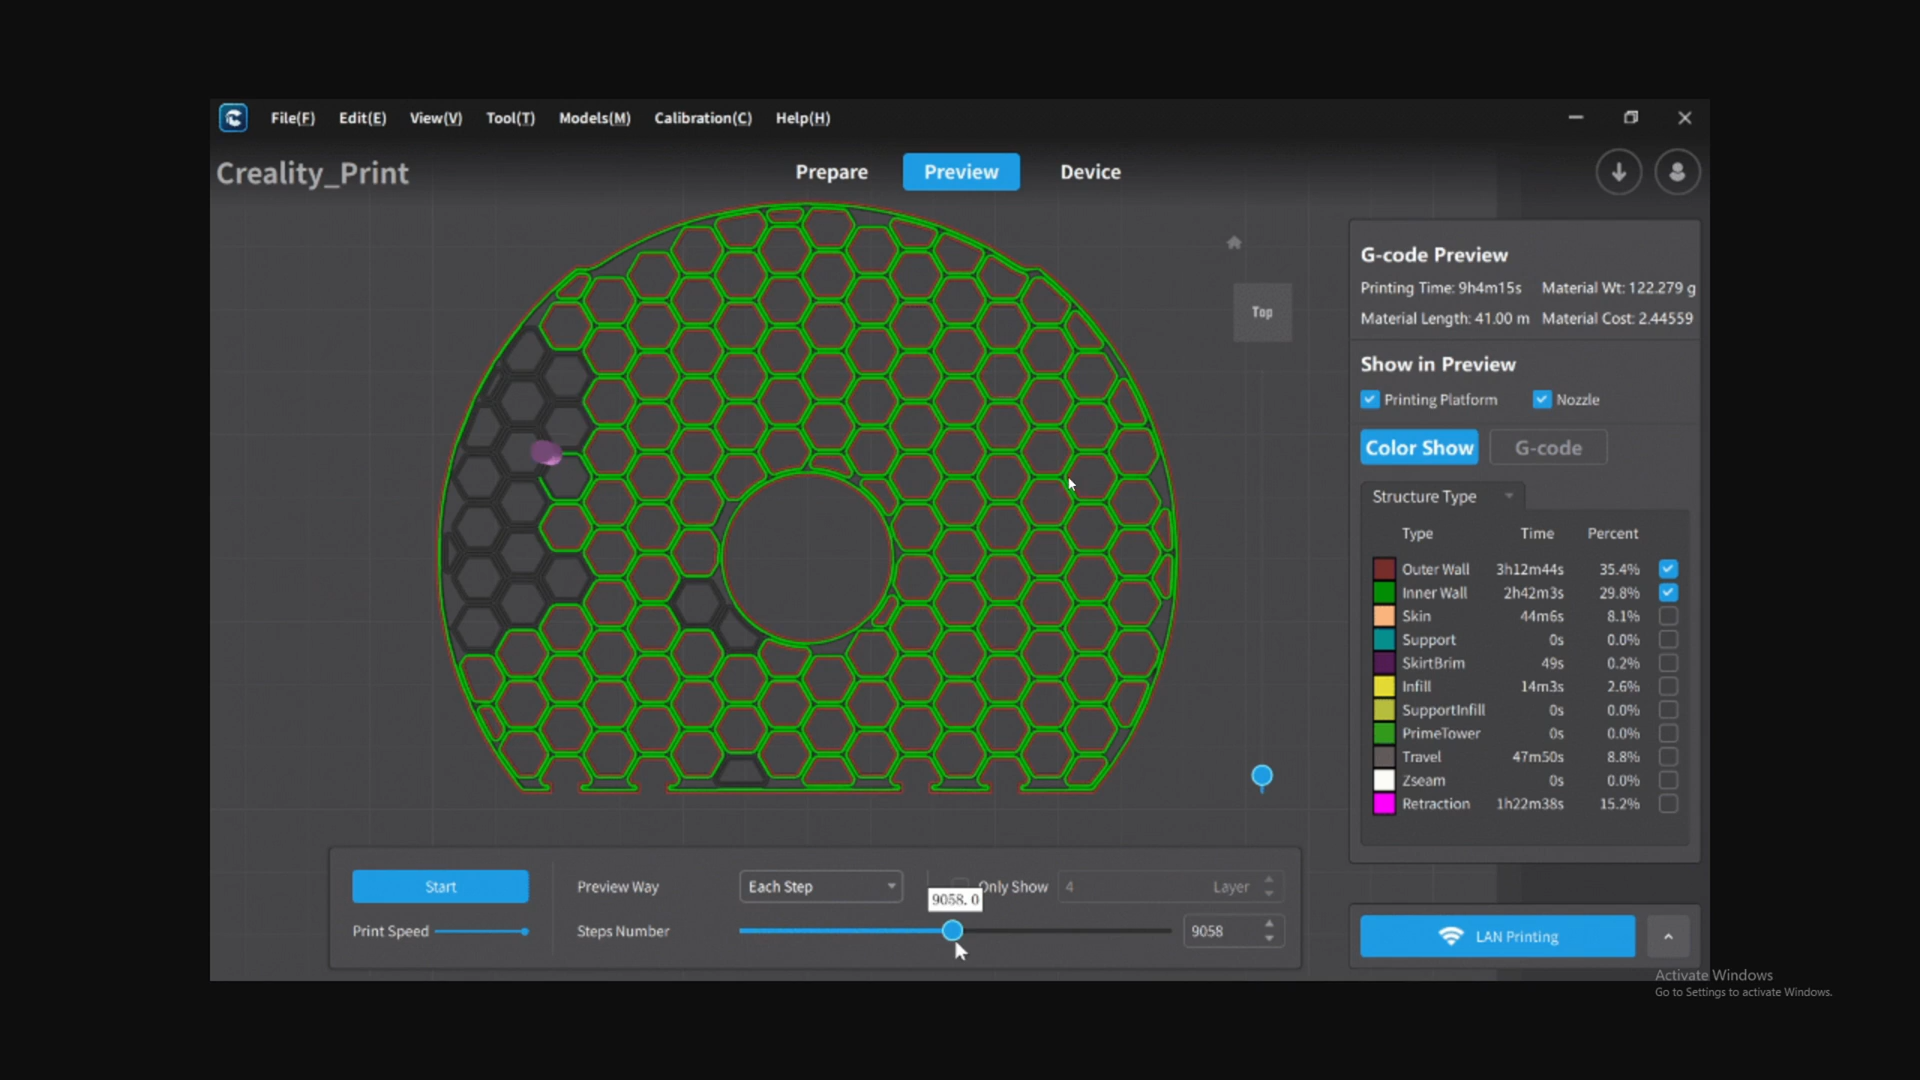 File(F) Edit(E) View(V) Tool(T) Models(M) Calibration(C) Help(H)
Creality_Print
Prepare Preview Device
Top
G-code Preview
Printing Time: 9h4m15s Material Wt: 122.279 g
Material Length: 41.00 m Material Cost: 2.44559
Show in Preview
Printing Platform Nozzle
Color Show G-code
Structure Type
Type Time Percent
Outer Wall 3h12m44s 35.4%
Inner Wall 2h42m3s 29.8%
Skin 44m6s 8.1%
Support 0s 0.0%
SkirtBrim 49s 0.2%
Infill 14m3s 2.6%
SupportInfill 0s 0.0%
PrimeTower 0s 0.0%
Travel 47m50s 8.8%
Zseam 0s 0.0%
Retraction 1h22m38s 15.2%
Start Preview Way Each Step Only Show 4 Layer
9058. 0
Print Speed Steps Number 9058
LAN Printing
Activate Windows
Go to Settings to activate Windows.